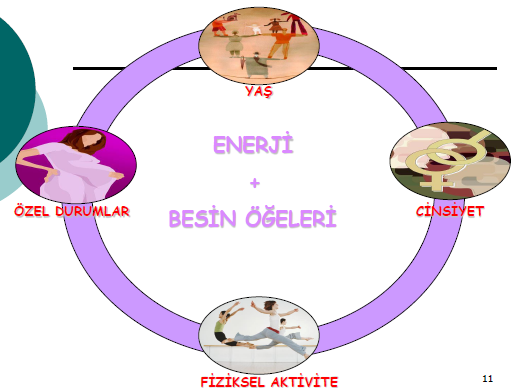 YAŞ
ENERJİ
+
BESİN ÖĞELERİ
ÖZEL DURUMLAR
CİNSİYET
FİZİKSEL AKTİVİTE
11